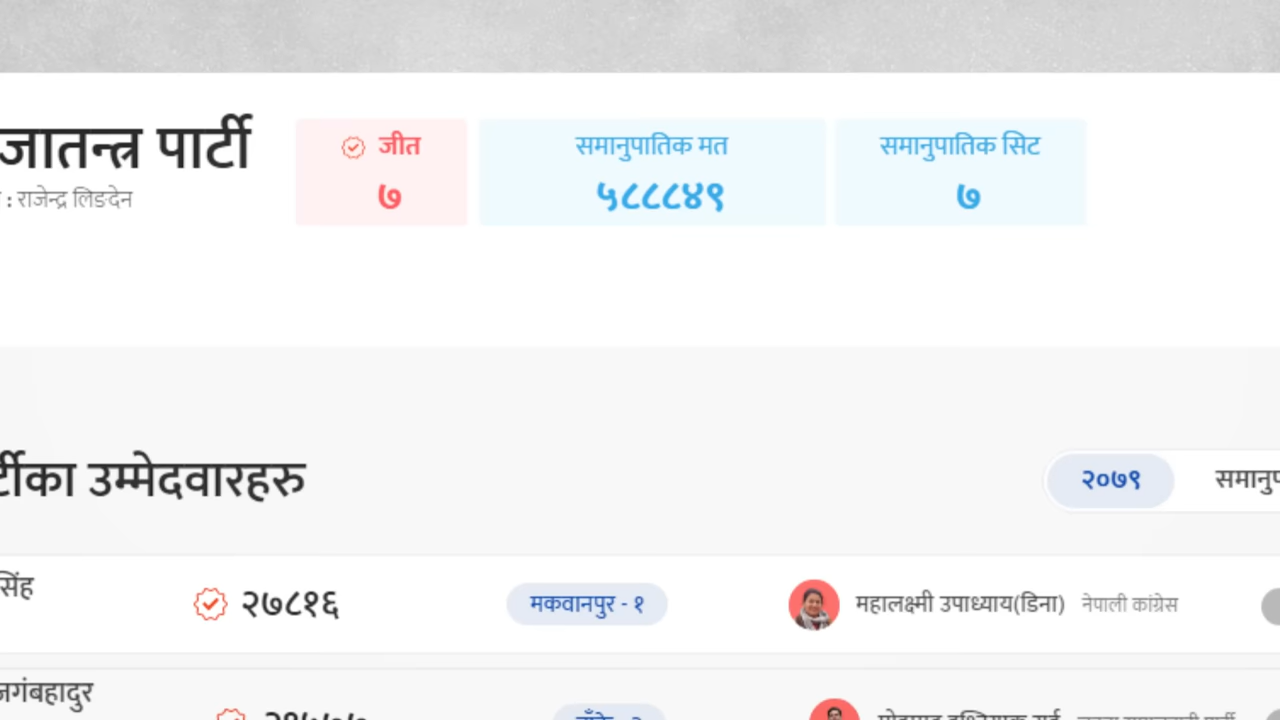 जातन्त्र पार्टी
: राजेन्द्र लिङदेन
जीत
७
समानुपातिक मत
५८८८४९
समानुपातिक सिट
७
र्टीका उम्मेदवारहरु
२०७९
समानुप
सिंह
२७८१६
मकवानपुर - १
महालक्ष्मी उपाध्याय(डिना)
नेपाली कांग्रेस
जगंबहादुर